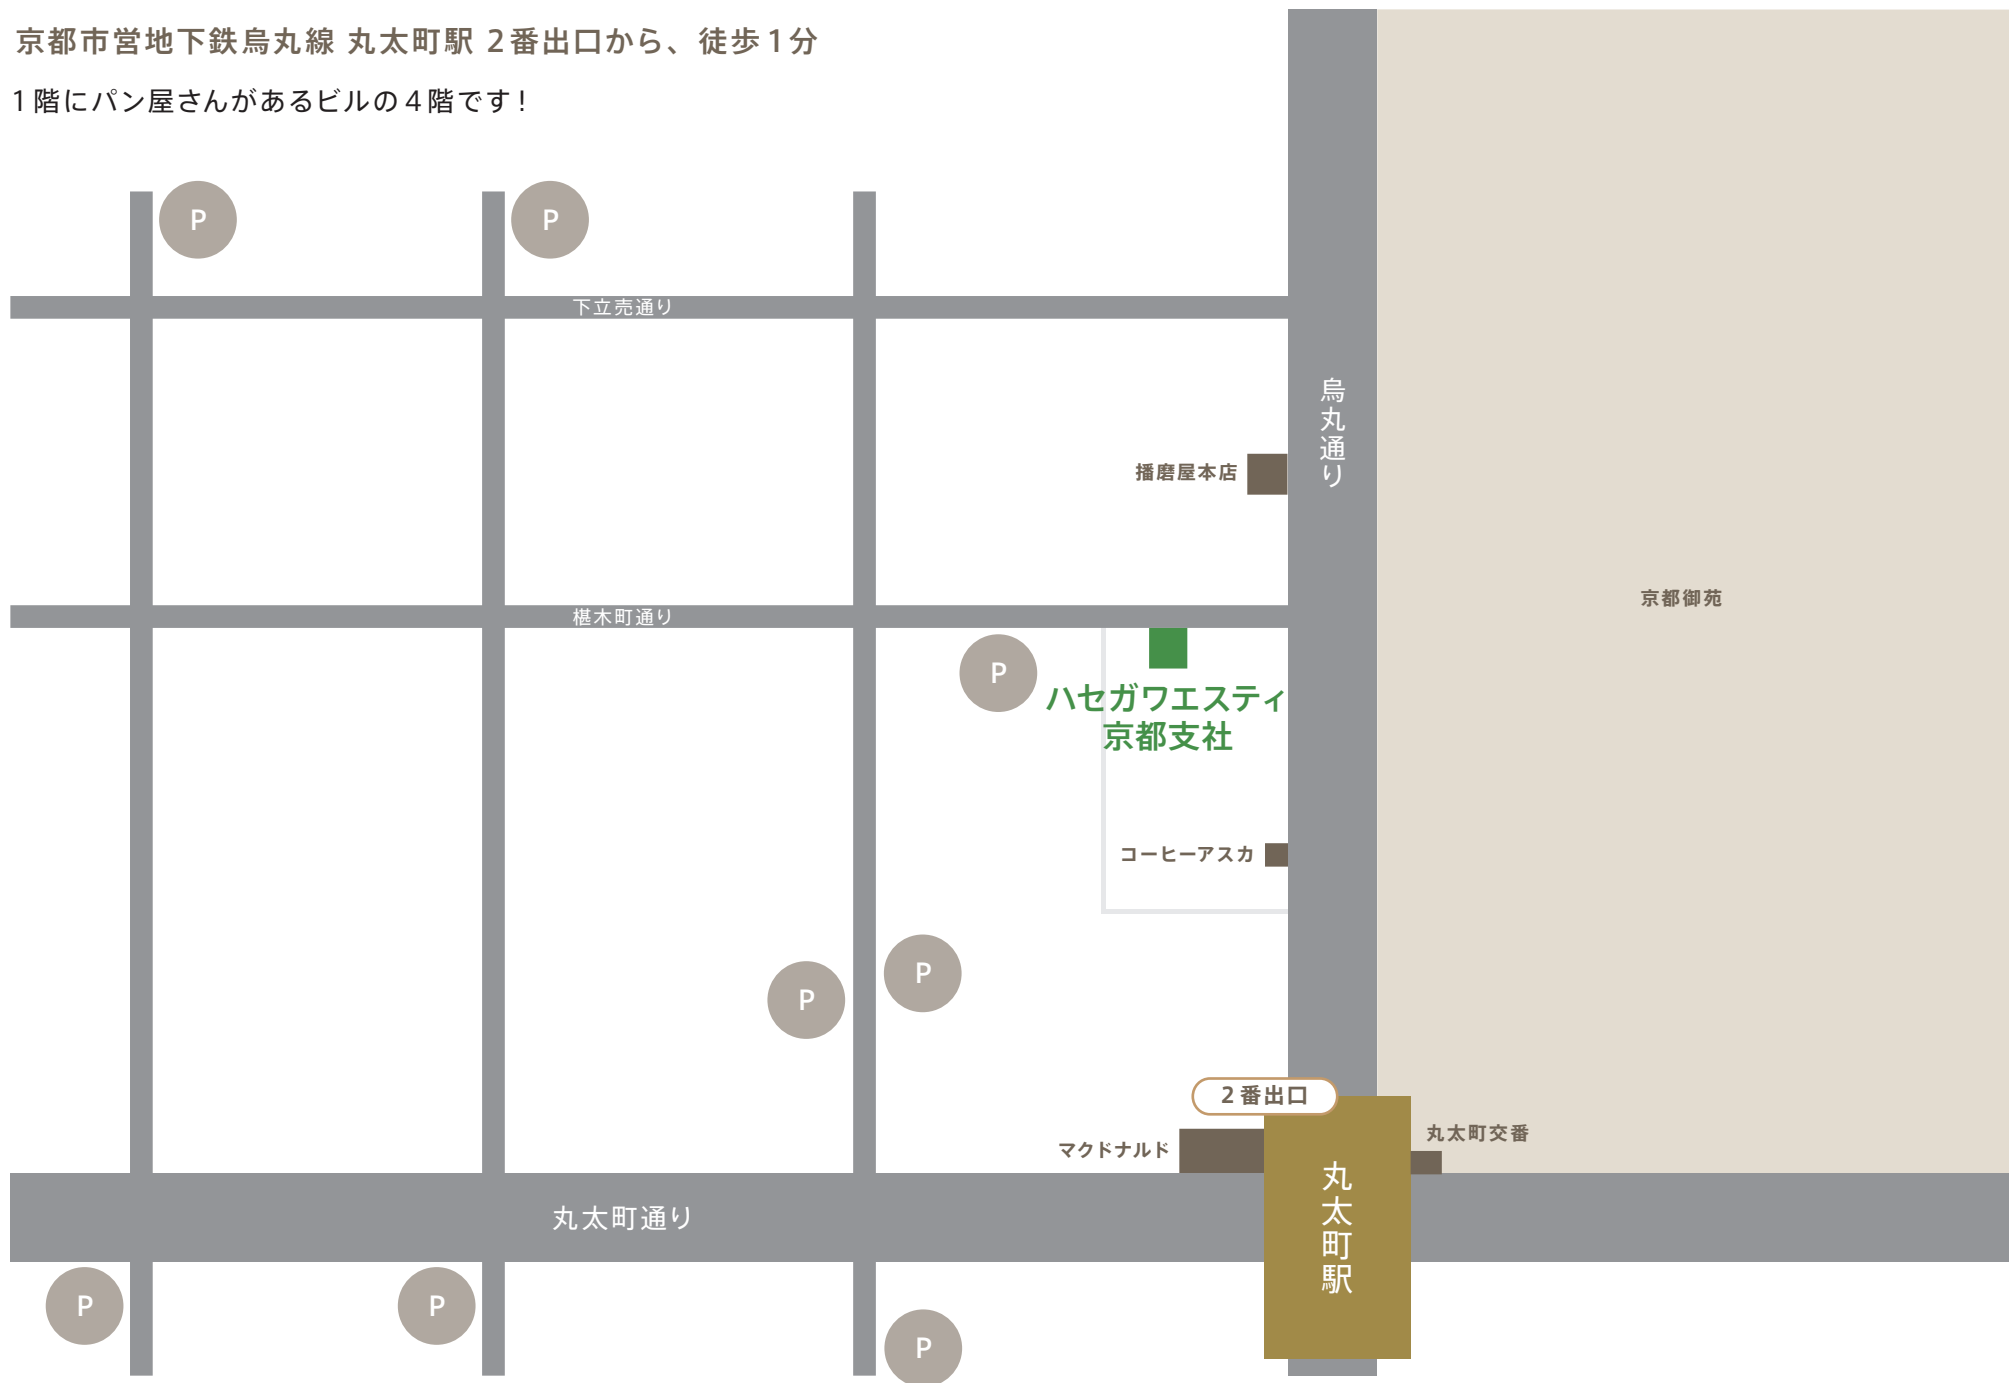 京都市営地下鉄烏丸線 丸太町駅 2番出口から、徒歩1分
1階にパン屋さんがあるビルの4階です!
P
P
下立売通り
烏丸通り
播磨屋本店
京都御苑
椹木町通り
P
ハセガワエスティ
京都支社
コーヒーアスカ
P
P
2番出口
丸太町交番
マクドナルド
丸太町駅
丸太町通り
P
P
P